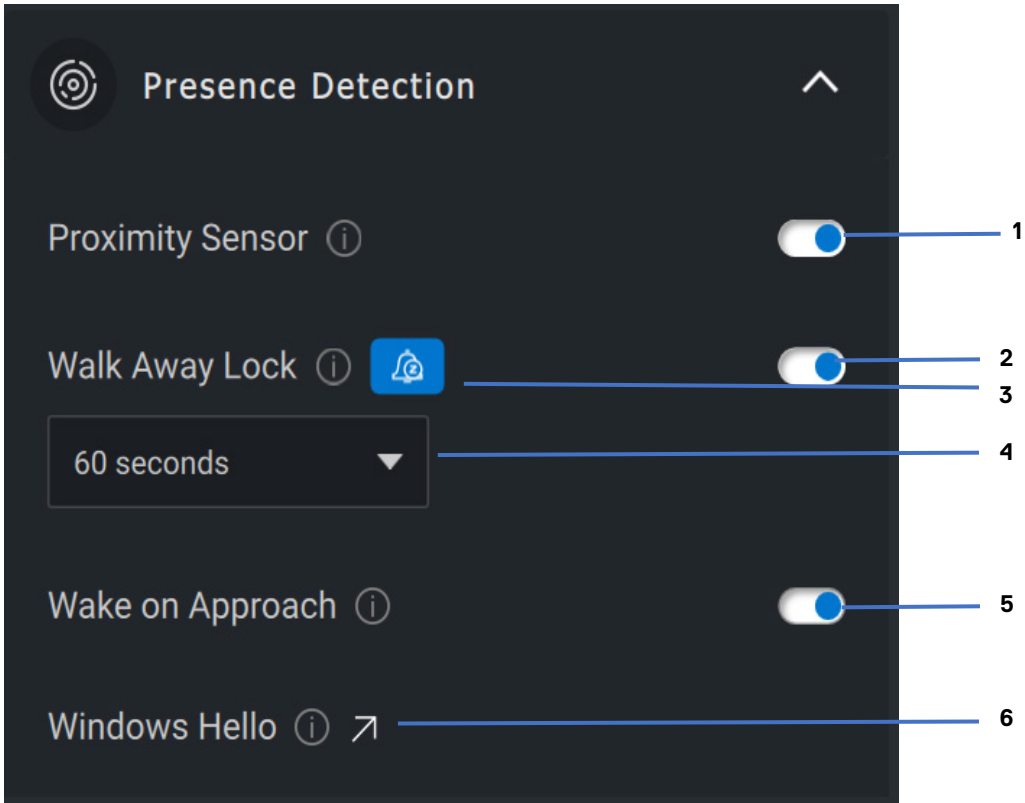 Presence Detection
Proximity Sensor
1
Walk Away Lock
2
3
60 seconds
4
Wake on Approach
5
Windows Hello
6